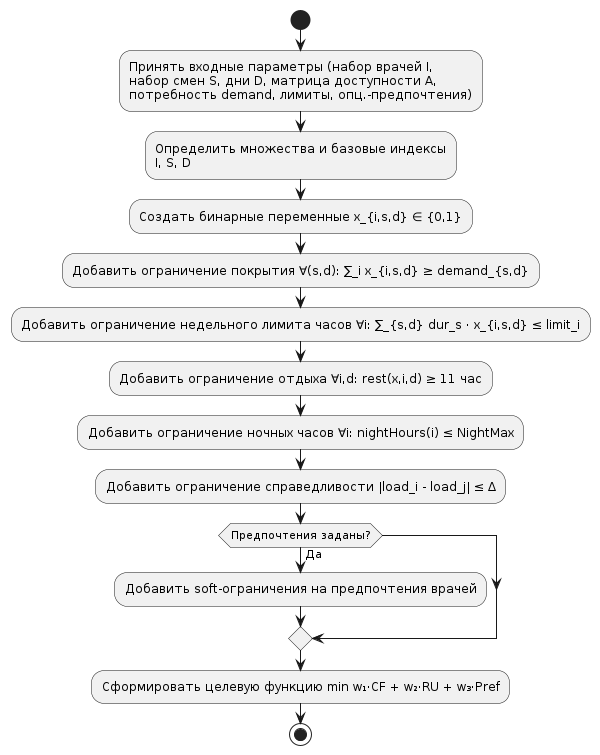 Принять входные параметры (набор врачей I,
набор смен S, дни D, матрица доступности A,
потребность demand, лимиты, опц.-предпочтения)
Определить множества и базовые индексы
I, S, D
Создать бинарные переменные x_{i,s,d} ∈ {0,1}
Добавить ограничение покрытия ∀(s,d): ∑_i x_{i,s,d} ≥ demand_{s,d}
Добавить ограничение недельного лимита часов ∀i: ∑_{s,d} dur_s · x_{i,s,d} ≤ limit_i
Добавить ограничение отдыха ∀i,d: rest(x,i,d) ≥ 11 час
Добавить ограничение ночных часов ∀i: nightHours(i) ≤ NightMax
Добавить ограничение справедливости |load_i - load_j| ≤ Δ
Предпочтения заданы?
Да
Добавить soft-ограничения на предпочтения врачей
Сформировать целевую функцию min w₁·CF + w₂·RU + w₃·Pref